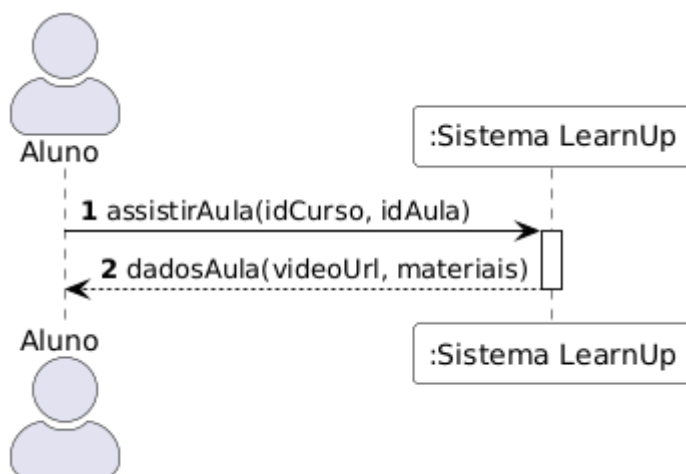 Aluno
:Sistema LearnUp
1 assistirAula(idCurso, idAula)
2 dadosAula(videoUrl, materiais)
Aluno
:Sistema LearnUp